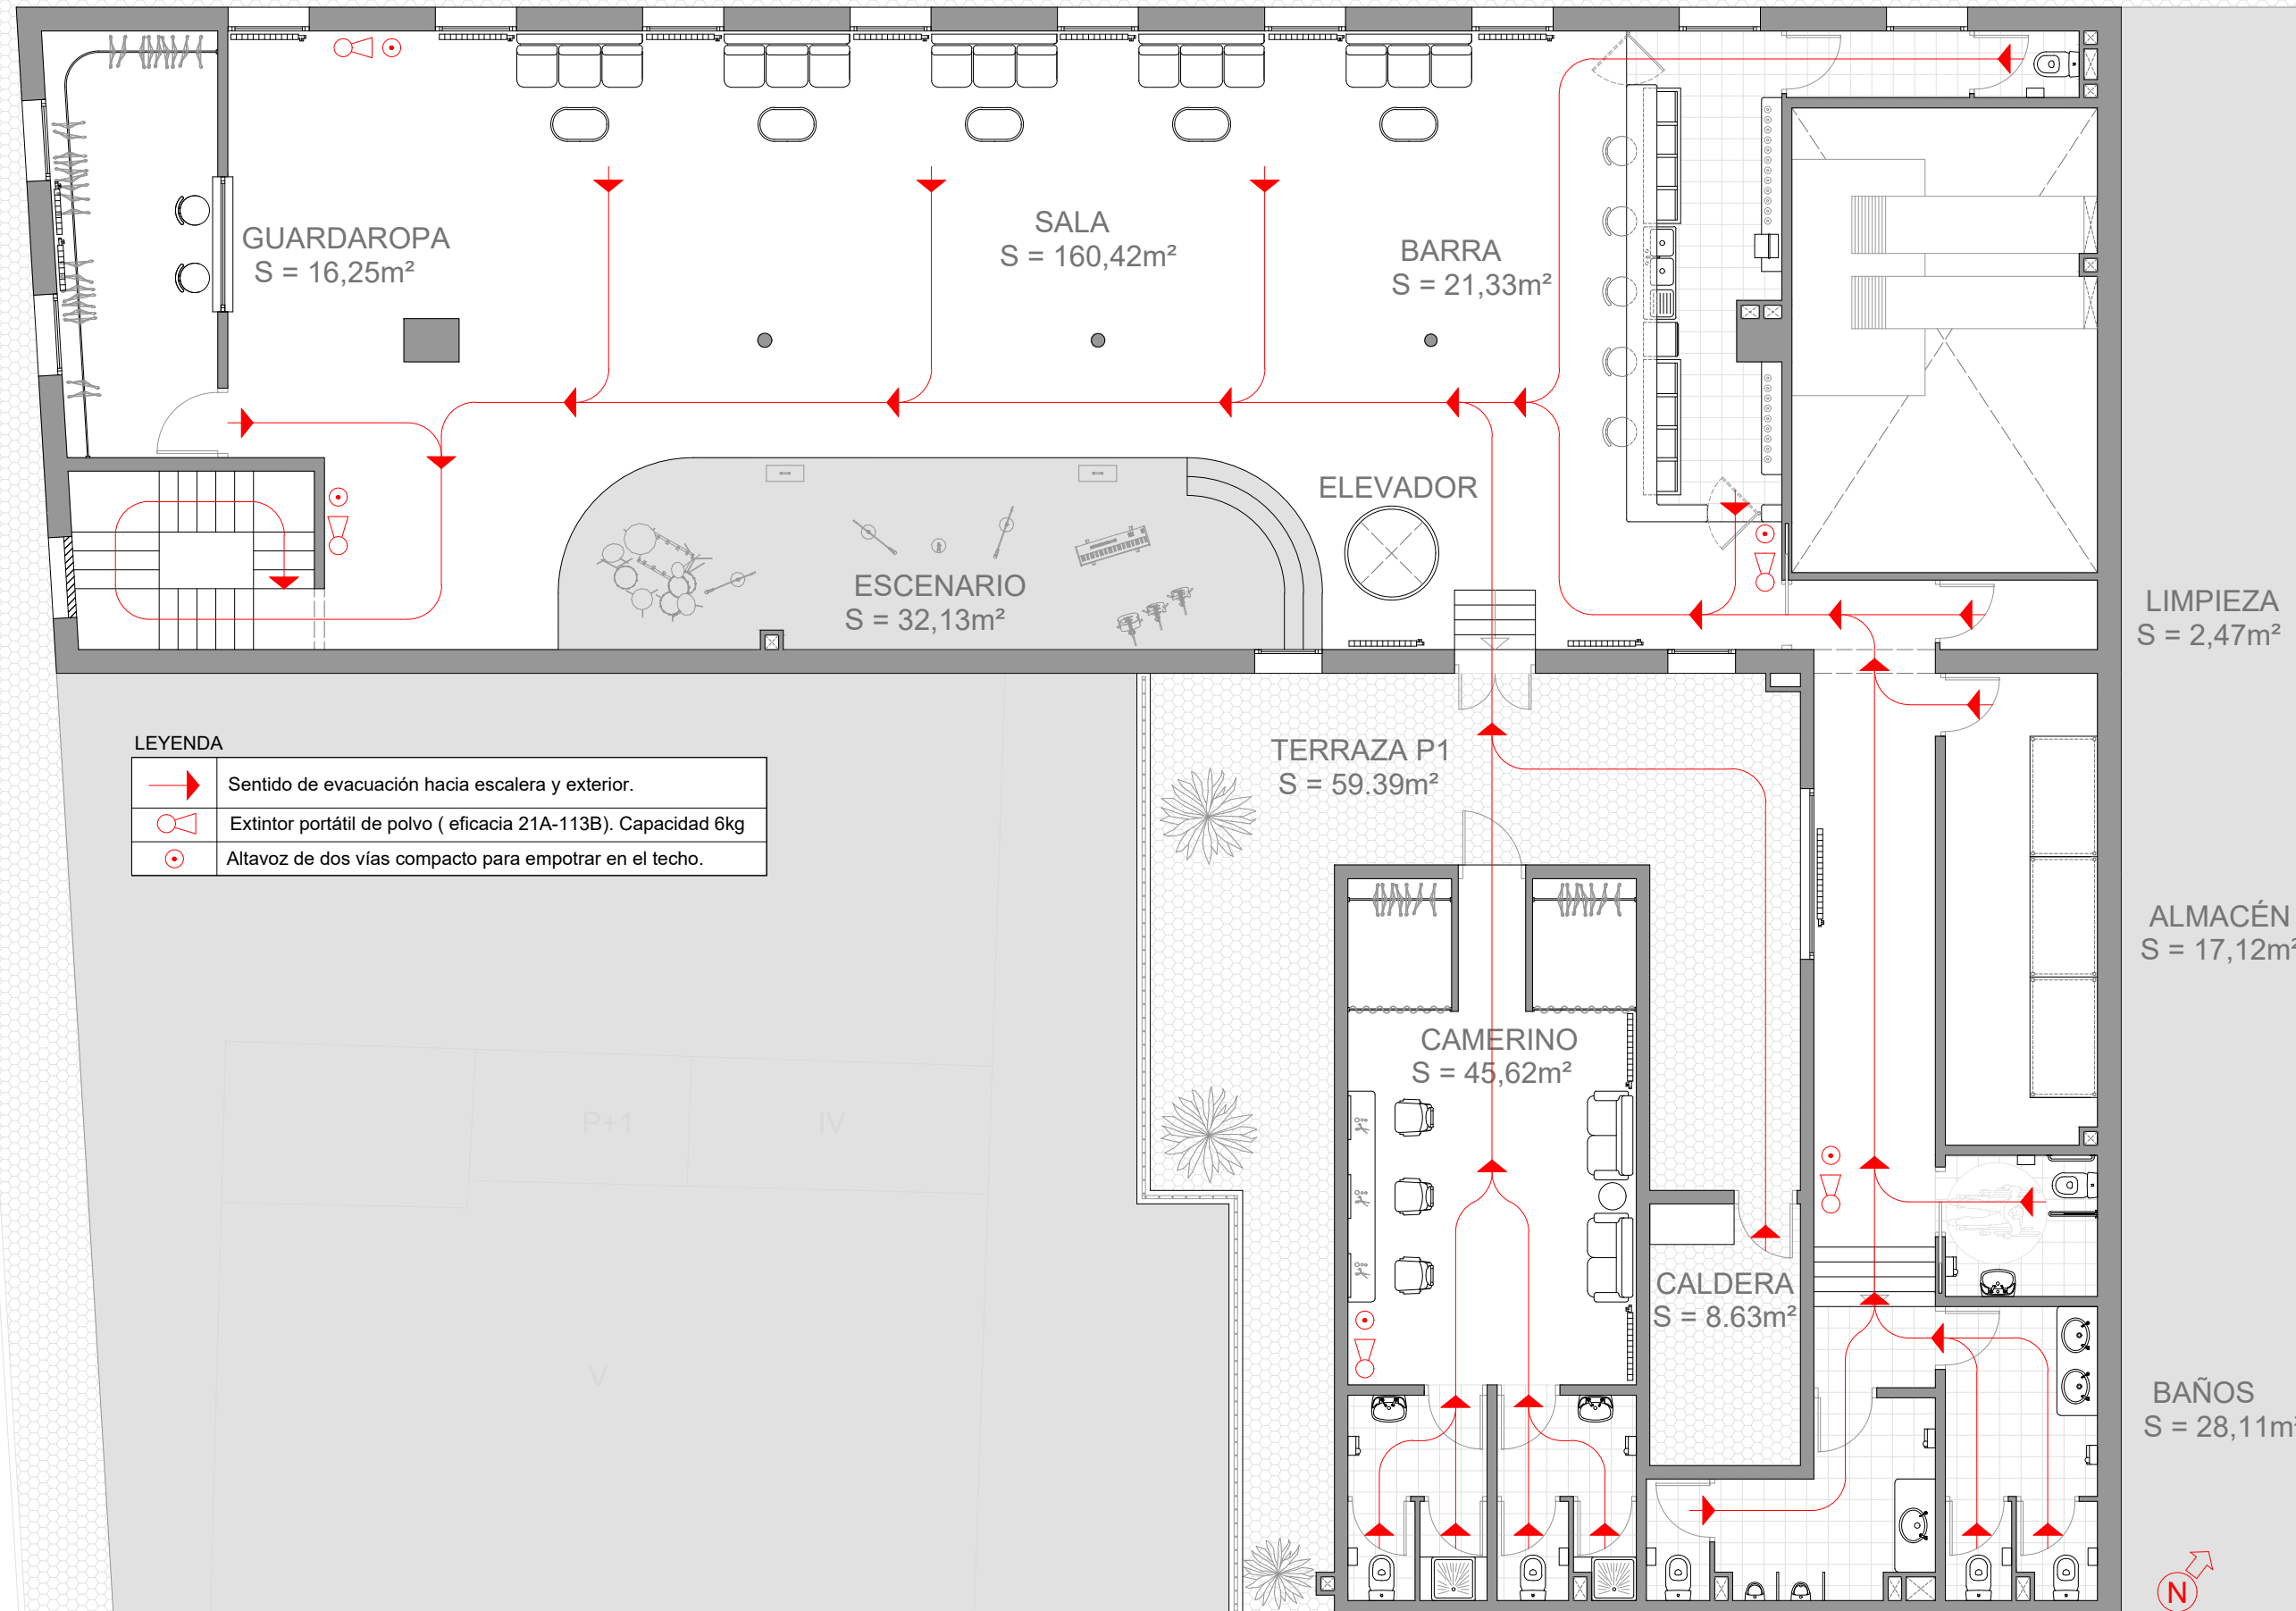 GUARDAROPA
S = 16,25m²
SALA
S = 160,42m²
BARRA
S = 21,33m²
ELEVADOR
ESCENARIO
S = 32,13m²
LIMPIEZA
S = 2,47m²
LEYENDA
Sentido de evacuación hacia escalera y exterior.
Extintor portátil de polvo ( eficacia 21A-113B). Capacidad 6kg
Altavoz de dos vías compacto para empotrar en el techo.
TERRAZA P1
S = 59.39m²
ALMACÉN
S = 17,12m²
CAMERINO
S = 45,62m²
P+1
IV
CALDERA
S = 8.63m²
V
BAÑOS
S = 28,11m²
N